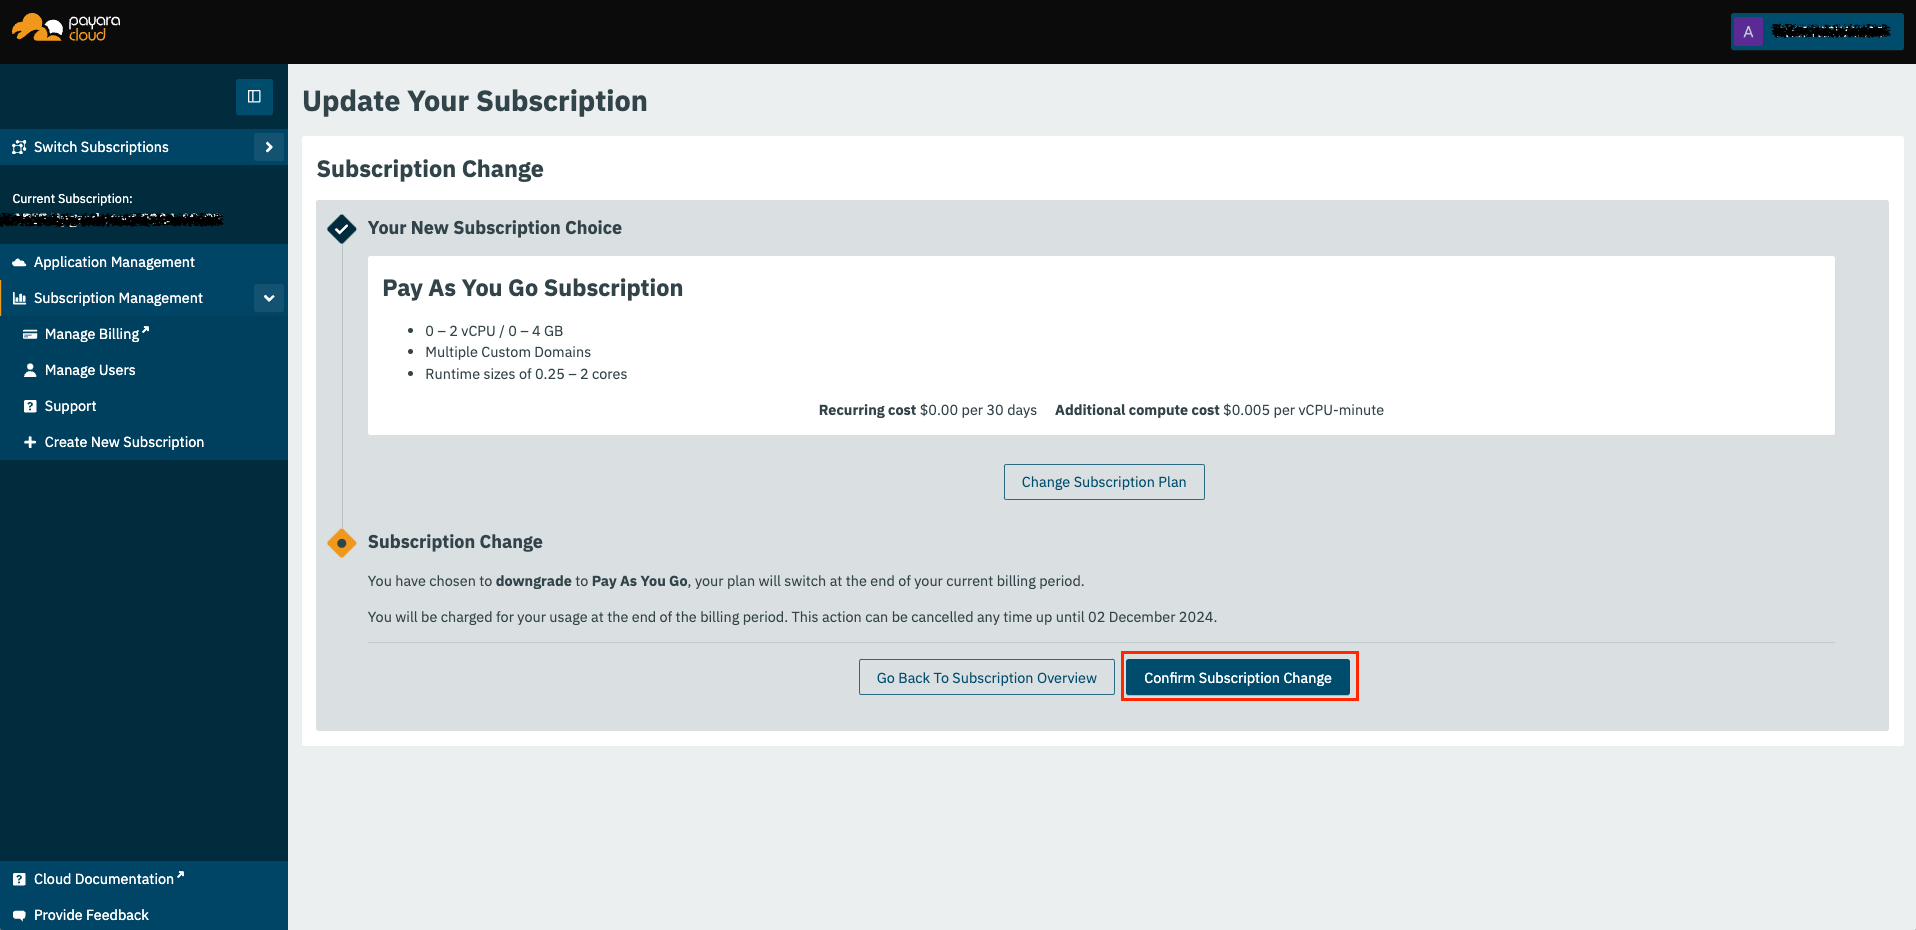 payara
cloud
A
Switch Subscriptions
Current Subscription:
Application Management
Subscription Management
Manage Billing
Manage Users
Support
Create New Subscription
Cloud Documentation
Provide Feedback
Update Your Subscription
Subscription Change
Your New Subscription Choice
Pay As You Go Subscription
• 0 – 2 vCPU / 0 – 4 GB
• Multiple Custom Domains
• Runtime sizes of 0.25 – 2 cores
Recurring cost $0.00 per 30 days Additional compute cost $0.005 per vCPU-minute
Change Subscription Plan
Subscription Change
You have chosen to downgrade to Pay As You Go, your plan will switch at the end of your current billing period.
You will be charged for your usage at the end of the billing period. This action can be cancelled any time up until 02 December 2024.
Go Back To Subscription Overview
Confirm Subscription Change